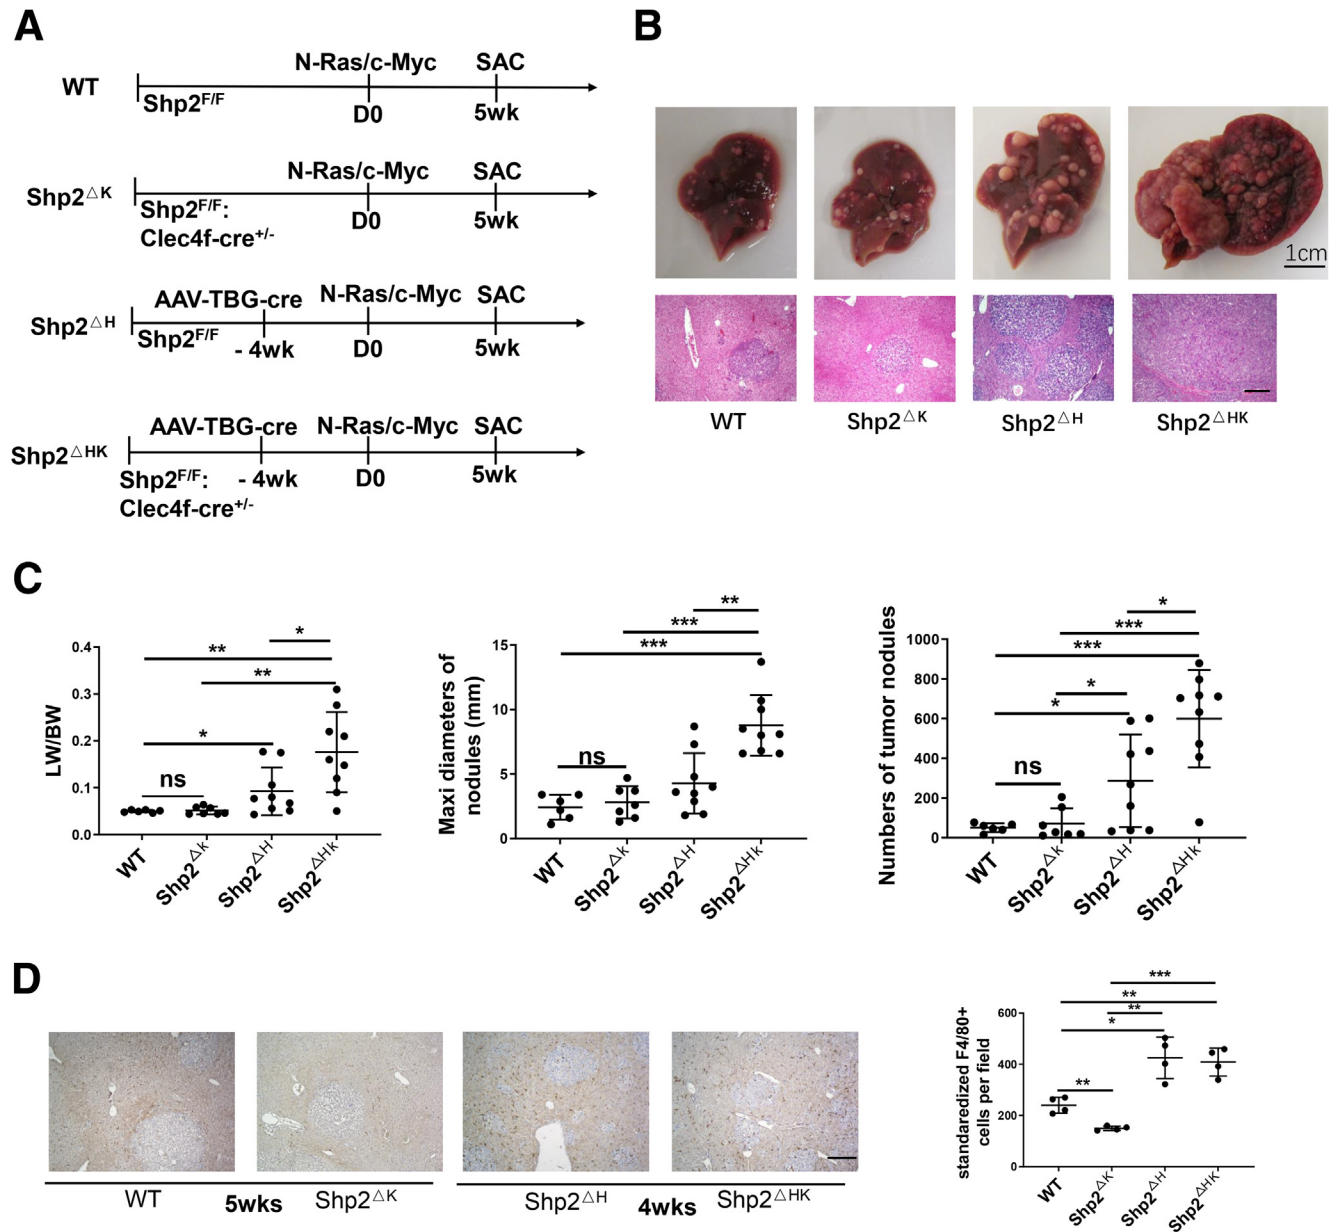 A
WT
N-Ras/c-Myc
SAC
Shp2F/F
D0
5wk
Shp2△K
N-Ras/c-Myc
SAC
Shp2F/F:
Clec4f-cre+/-
D0
5wk
Shp2△H
AAV-TBG-cre
N-Ras/c-Myc
SAC
Shp2F/F
- 4wk
D0
5wk
Shp2△HK
AAV-TBG-cre
N-Ras/c-Myc
SAC
Shp2F/F:
Clec4f-cre+/-
- 4wk
D0
5wk
B
1cm
WT
Shp2△K
Shp2△H
Shp2△HK
C
LW/BW
0.4
0.3
0.2
0.1
0.0
*
**
**
*
ns
WT
Shp2△k
Shp2△H
Shp2△Hk
Maxi diameters of
nodules (mm)
15
10
5
0
**
***
***
ns
WT
Shp2△k
Shp2△H
Shp2△Hk
Numbers of tumor nodules
1000
800
600
400
200
0
*
***
***
*
*
ns
WT
Shp2△k
Shp2△H
Shp2△HK
D
WT
5wks
Shp2△K
Shp2△H
4wks
Shp2△HK
standaredized F4/80+
cells per field
600
400
200
0
***
**
**
*
**
WT
Shp2△K
Shp2△H
Shp2△HK